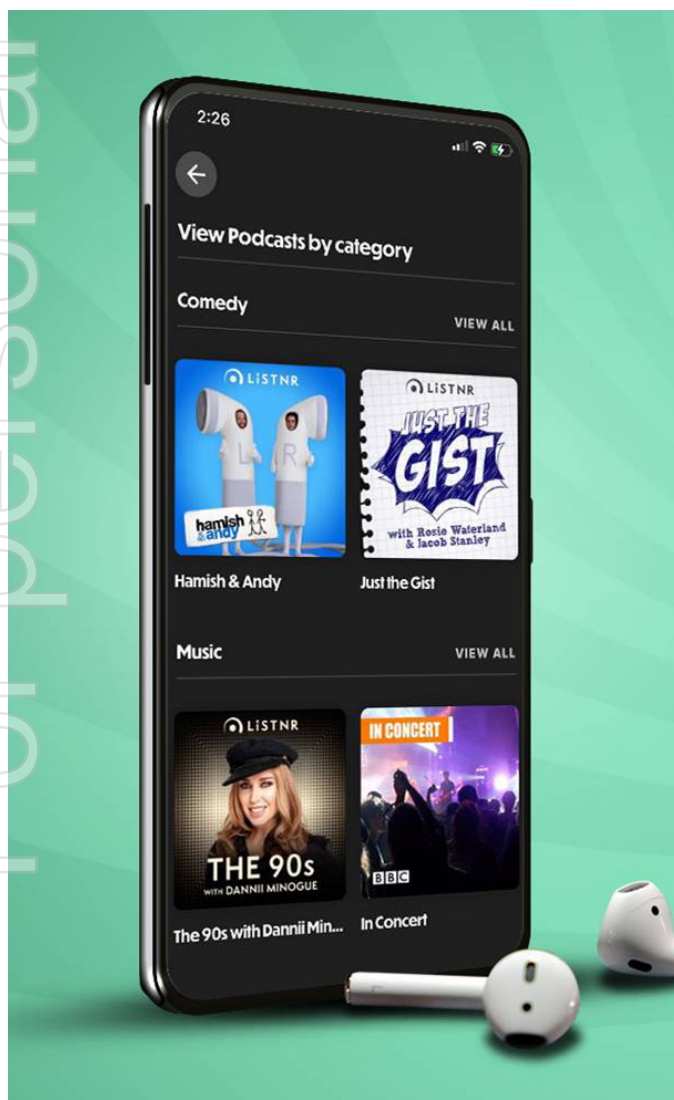 For personal
2:26
View Podcasts by category
Comedy
VIEW ALL
LiSTNR
L R
hamish
&andy
Hamish & Andy
LiSTNR
JUST THE
GIST
with Rosie Waterland
& Jacob Stanley
Just the Gist
Music
VIEW ALL
LiSTNR
THE 90s
WITH DANNII MINOGUE
The 90s with Dannii Min...
IN CONCERT
BBC
In Concert
L